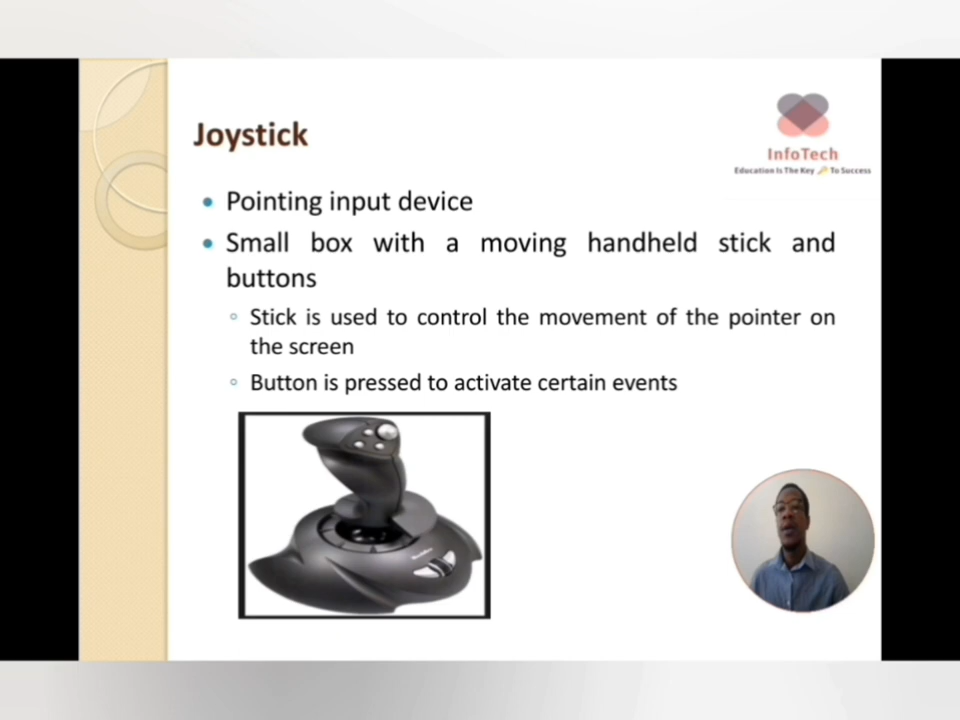 Joystick
InfoTech
Education Is The Key To Success
Pointing input device
Small box with a moving handheld stick and
buttons
Stick is used to control the movement of the pointer on
the screen
Button is pressed to activate certain events